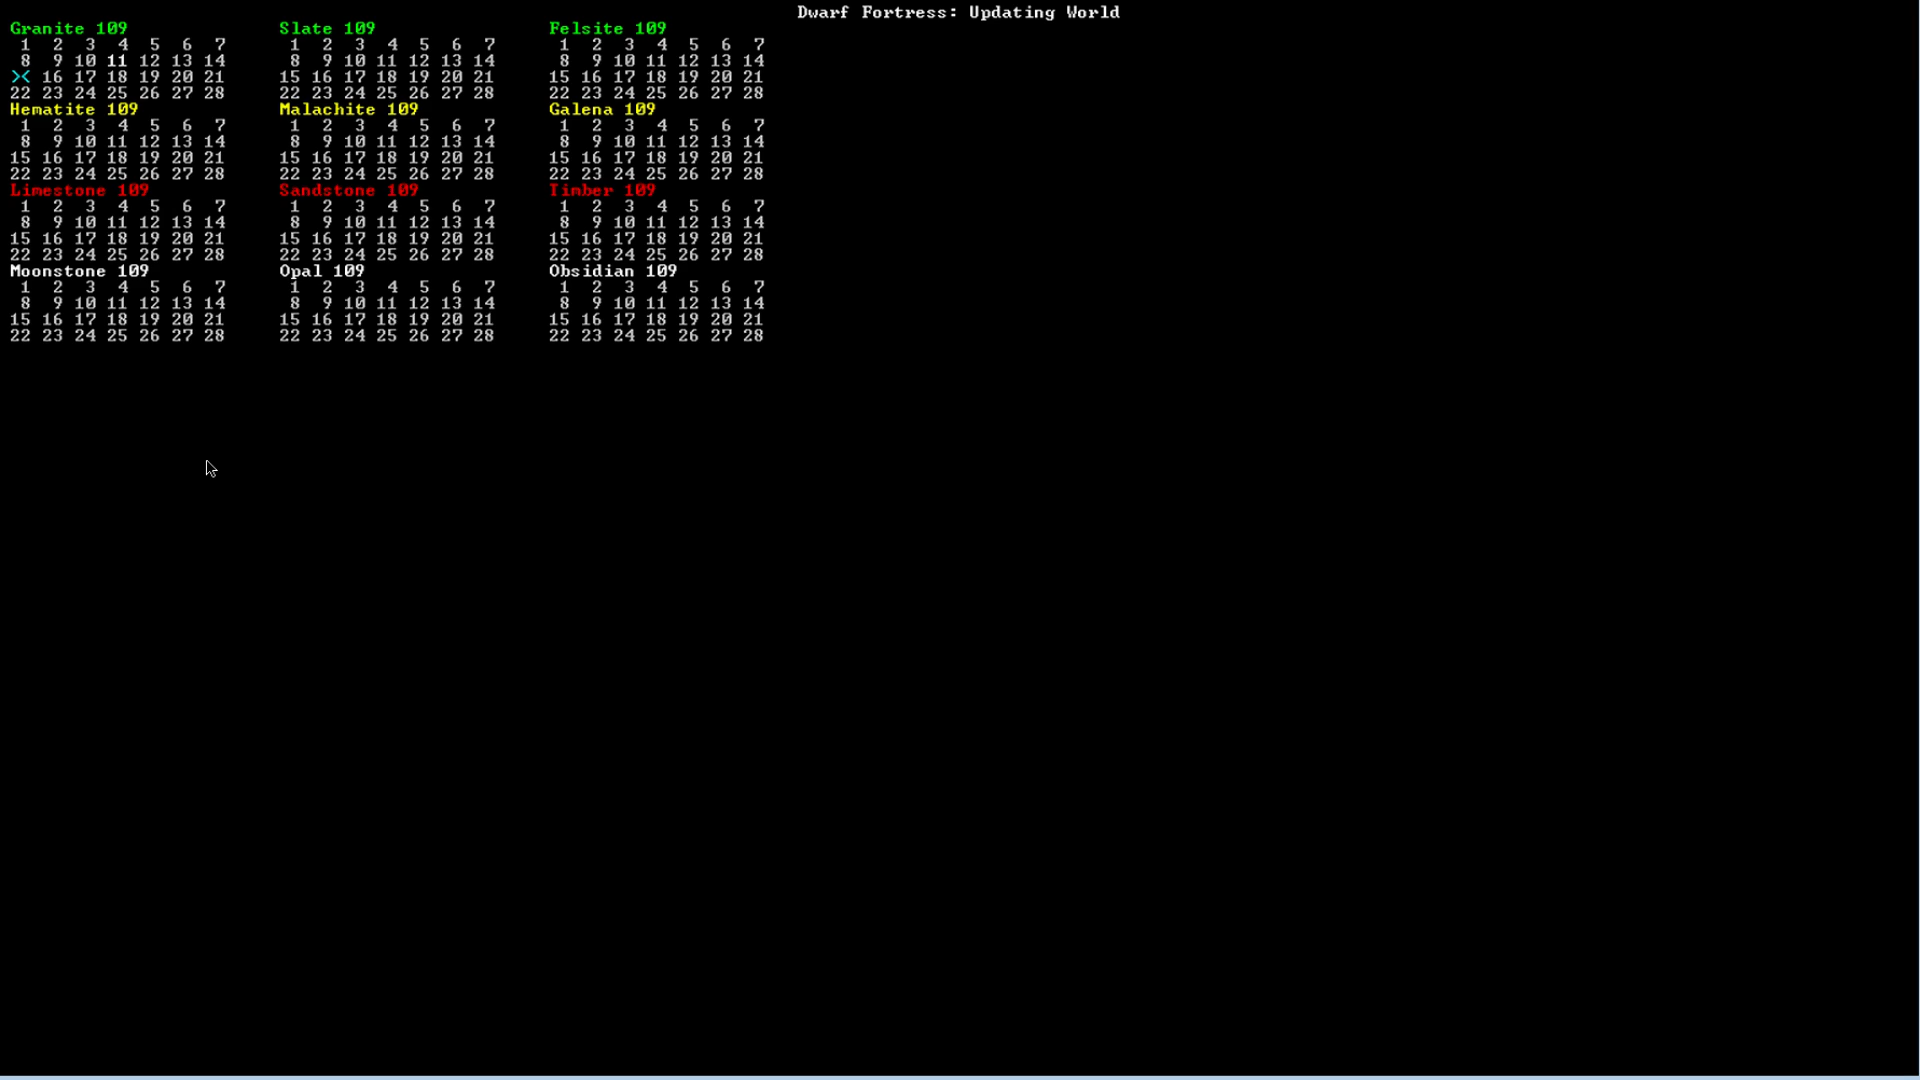 Dwarf Fortress: Updating World
Granite 109 Slate 109 Felsite 109
1 2 3 4 5 6 7 1 2 3 4 5 6 7 1 2 3 4 5 6 7
8 9 10 11 12 13 14 8 9 10 11 12 13 14 8 9 10 11 12 13 14
>< 16 17 18 19 20 21 15 16 17 18 19 20 21 15 16 17 18 19 20 21
22 23 24 25 26 27 28 22 23 24 25 26 27 28 22 23 24 25 26 27 28
Hematite 109 Malachite 109 Galena 109
1 2 3 4 5 6 7 1 2 3 4 5 6 7 1 2 3 4 5 6 7
8 9 10 11 12 13 14 8 9 10 11 12 13 14 8 9 10 11 12 13 14
15 16 17 18 19 20 21 15 16 17 18 19 20 21 15 16 17 18 19 20 21
22 23 24 25 26 27 28 22 23 24 25 26 27 28 22 23 24 25 26 27 28
Limestone 109 Sandstone 109 Timber 109
1 2 3 4 5 6 7 1 2 3 4 5 6 7 1 2 3 4 5 6 7
8 9 10 11 12 13 14 8 9 10 11 12 13 14 8 9 10 11 12 13 14
15 16 17 18 19 20 21 15 16 17 18 19 20 21 15 16 17 18 19 20 21
22 23 24 25 26 27 28 22 23 24 25 26 27 28 22 23 24 25 26 27 28
Moonstone 109 Opal 109 Obsidian 109
1 2 3 4 5 6 7 1 2 3 4 5 6 7 1 2 3 4 5 6 7
8 9 10 11 12 13 14 8 9 10 11 12 13 14 8 9 10 11 12 13 14
15 16 17 18 19 20 21 15 16 17 18 19 20 21 15 16 17 18 19 20 21
22 23 24 25 26 27 28 22 23 24 25 26 27 28 22 23 24 25 26 27 28